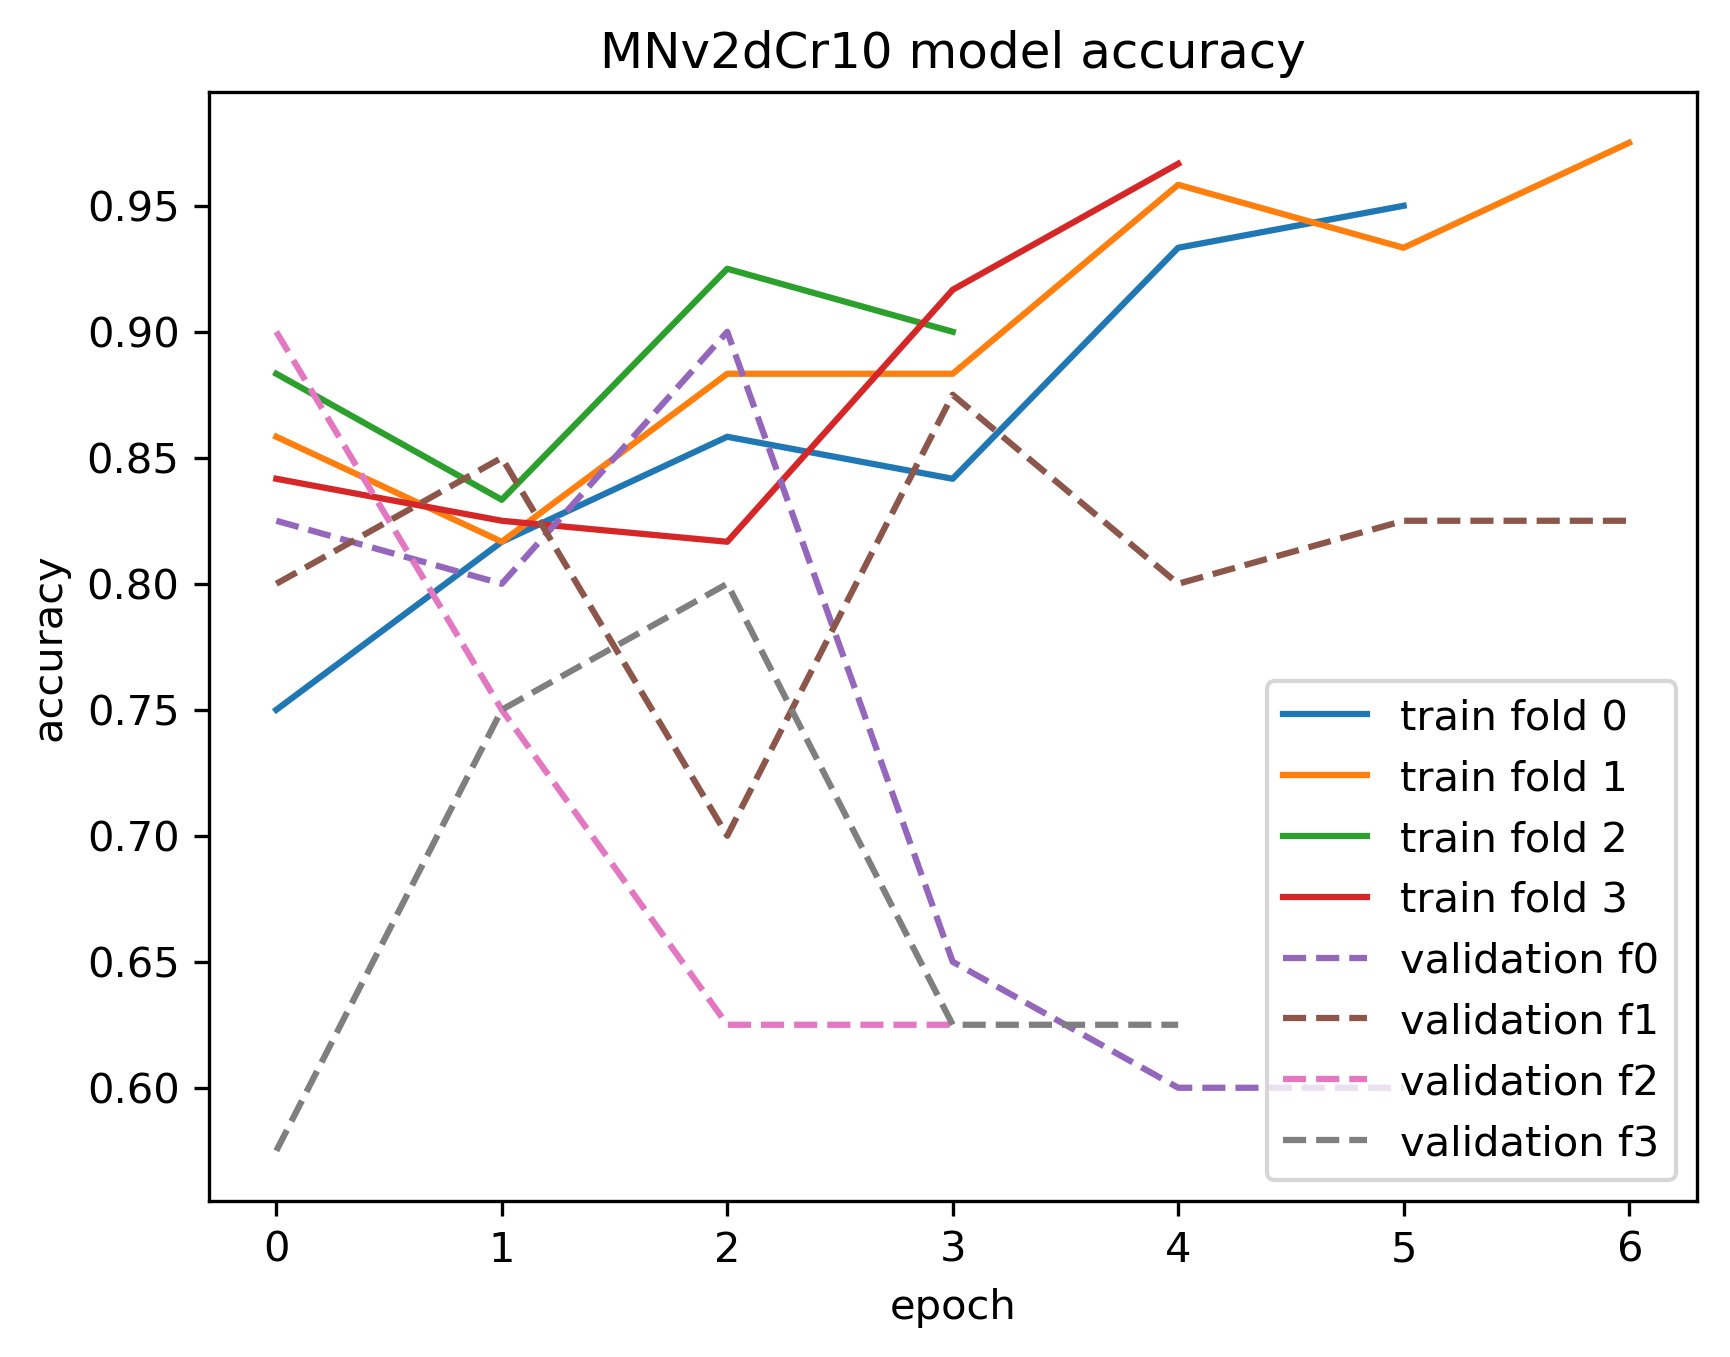 MNv2dCr10 model accuracy
accuracy
0.95
0.90
0.85
0.80
0.75
0.70
0.65
0.60
train fold 0
train fold 1
train fold 2
train fold 3
validation f0
validation f1
validation f2
validation f3
0 1 2 3 4 5 6
epoch